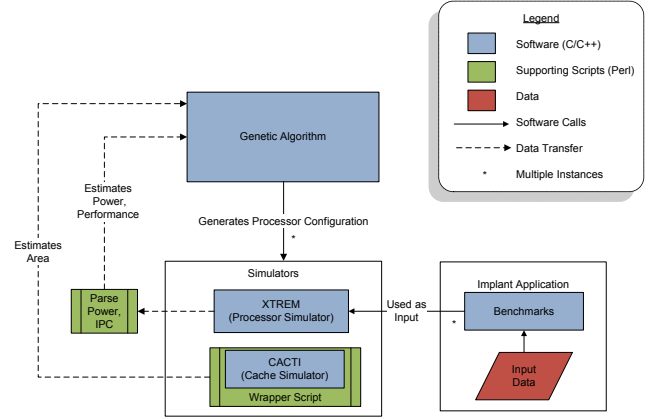 Legend
Software (C/C++)
Supporting Scripts (Perl)
Data
Software Calls
Data Transfer
* Multiple Instances
Genetic Algorithm
Estimates
Power,
Performance
Estimates
Area
Generates Processor Configuration
*
Simulators
XTREM
(Processor Simulator)
CACTI
(Cache Simulator)
Wrapper Script
Parse
Power,
IPC
Used as
Input
*
Implant Application
Benchmarks
Input
Data